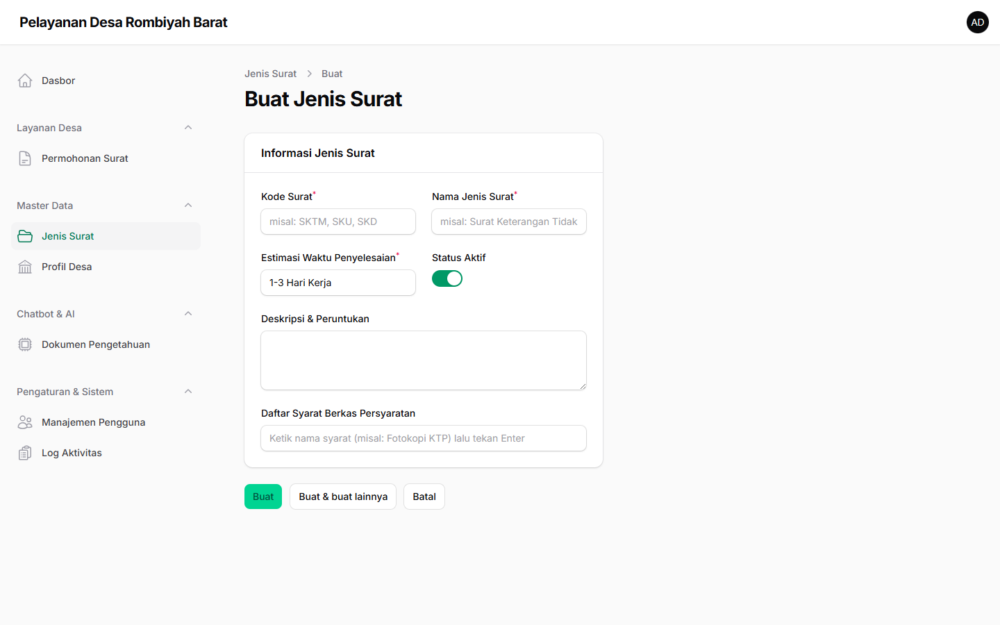 Pelayanan Desa Rombiyah Barat
AD
Dasbor
Layanan Desa
Permohonan Surat
Master Data
Jenis Surat
Profil Desa
Chatbot & AI
Dokumen Pengetahuan
Pengaturan & Sistem
Manajemen Pengguna
Log Aktivitas
Jenis Surat > Buat
Buat Jenis Surat
Informasi Jenis Surat
Kode Surat*
misal: SKTM, SKU, SKD
Nama Jenis Surat*
misal: Surat Keterangan Tidak
Estimasi Waktu Penyelesaian*
1-3 Hari Kerja
Status Aktif
Deskripsi & Peruntukan
Daftar Syarat Berkas Persyaratan
Ketik nama syarat (misal: Fotokopi KTP) lalu tekan Enter
Buat
Buat & buat lainnya
Batal